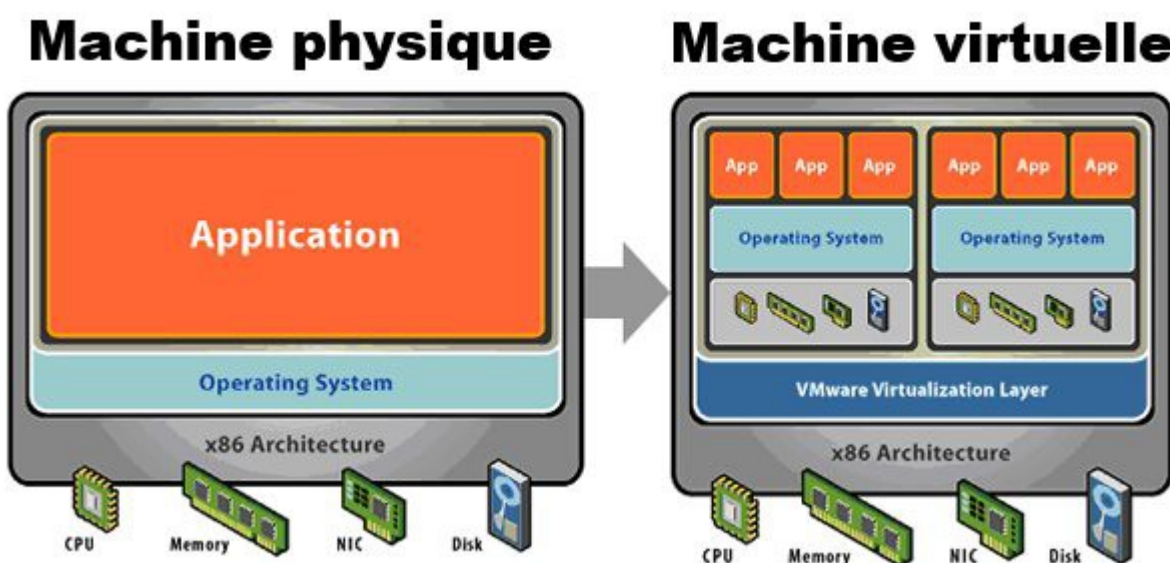 Machine physique
Machine virtuelle
Application
Operating System
x86 Architecture
CPU
Memory
NIC
Disk
App App App
App App App
Operating System
Operating System
VMware Virtualization Layer
x86 Architecture
CPU
Memory
NIC
Disk